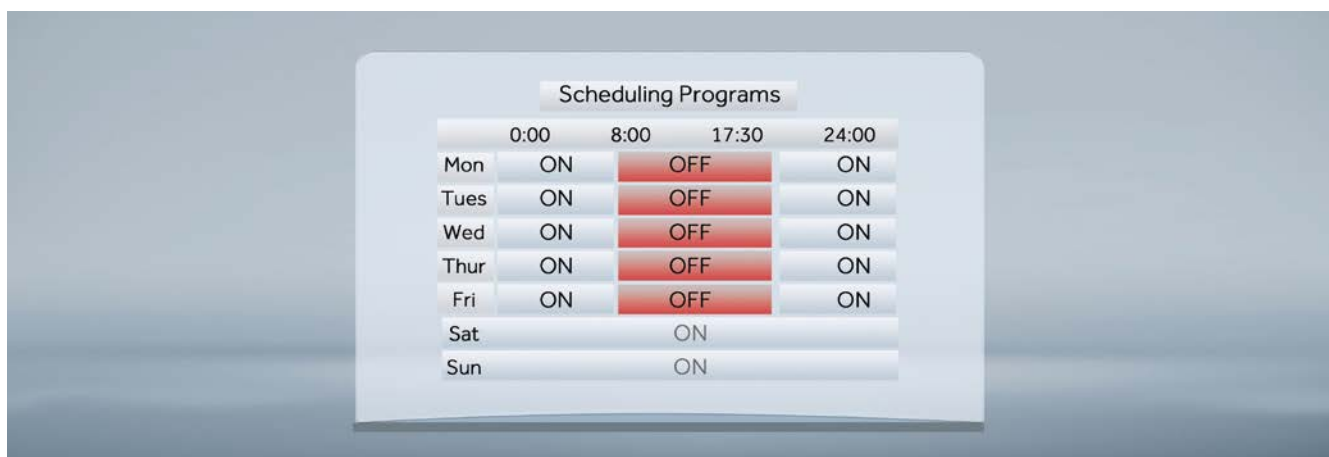 Scheduling Programs
0:00 8:00 17:30 24:00
Mon ON OFF ON
Tues ON OFF ON
Wed ON OFF ON
Thur ON OFF ON
Fri ON OFF ON
Sat ON
Sun ON